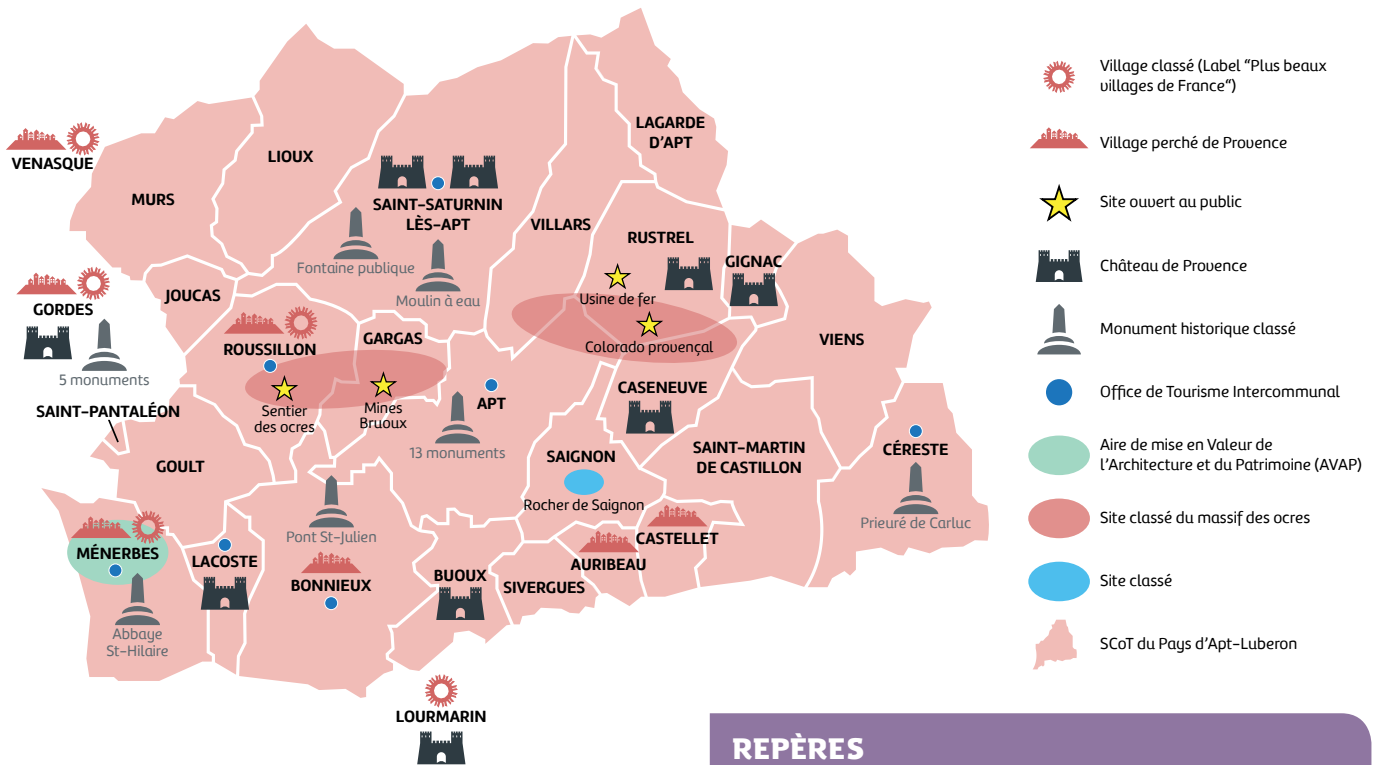 VENASQUE
MURS
LIOUX
SAINT-SATURNIN
LÈS-APT
Fontaine publique
Moulin à eau
VILLARS
LAGARDE
D'APT
RUSTREL
Usine de fer
Colorado provençal
GIGNAC
VIENS
GORDES
5 monuments
JOUCAS
ROUSSILLON
Sentier
des ocres
GARGAS
Mines
Bruoux
APT
13 monuments
SAINT-PANTALÉON
GOULT
CASENEUVE
SAIGNON
Rocher de Saignon
SAINT-MARTIN
DE CASTILLON
CÉRESTE
Prieuré de Carluc
MÉNERBES
Abbaye
St-Hilaire
LACOSTE
Pont St-Julien
BONNIEUX
BUOUX
SIVERGUES
AURIBEAU
CASTELLET
LOURMARIN
Village classé (Label "Plus beaux
villages de France")
Village perché de Provence
Site ouvert au public
Château de Provence
Monument historique classé
Office de Tourisme Intercommunal
Aire de mise en Valeur de
l'Architecture et du Patrimoine (AVAP)
Site classé du massif des ocres
Site classé
SCoT du Pays d'Apt-Luberon
REPÈRES